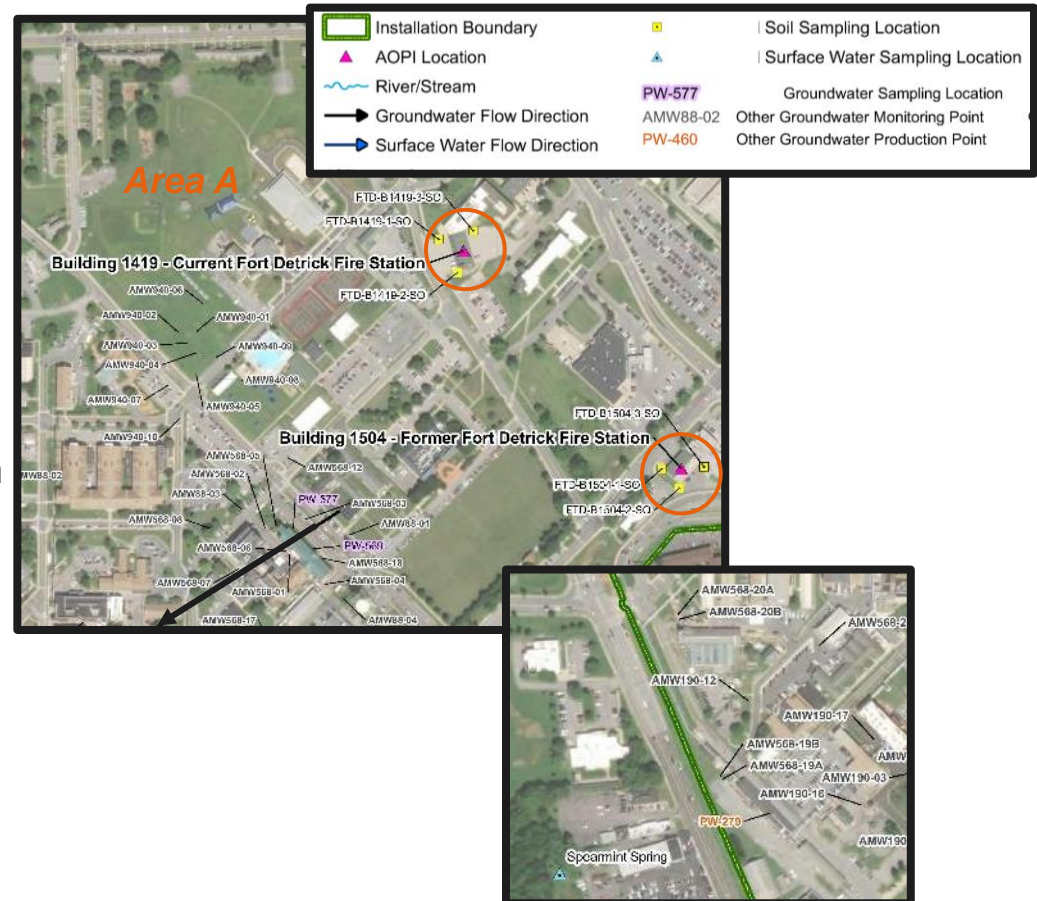 Installation Boundary
AOPI Location
River/Stream
Groundwater Flow Direction
Surface Water Flow Direction
Soil Sampling Location
Surface Water Sampling Location
PW-577 Groundwater Sampling Location
AMW88-02 Other Groundwater Monitoring Point
PW-460 Other Groundwater Production Point
Area A
FTD-B1419-3-SO
FTD-B1419-1-SO
Building 1419 - Current Fort Detrick Fire Station
FTD-B1419-2-SO
AMW940-06
AMW940-02
AMW940-01
AMW940-03
AMW940-09
AMW940-04
AMW940-08
AMW940-07
AMW940-05
AMW940-10
FTD-B1504-3-SO
Building 1504 - Former Fort Detrick Fire Station
AMW568-05
AMW568-12
AMW88-02
AMW568-02
FTD-B1504-1-SO
AMW88-03
PW-577
AMW568-03
FTD-B1504-2-SO
AMW568-08
AMW88-01
AMW568-06
PW-568
AMW568-18
AMW568-07
AMW568-04
AMW568-01
AMW568-17
AMW88-04
AMW568-20A
AMW568-20B
AMW568-2
AMW190-12
AMW190-17
AMW568-19B
AMW
AMW568-19A
AMW190-03
AMW190-16
PW-270
AMW190
Spearmint Spring